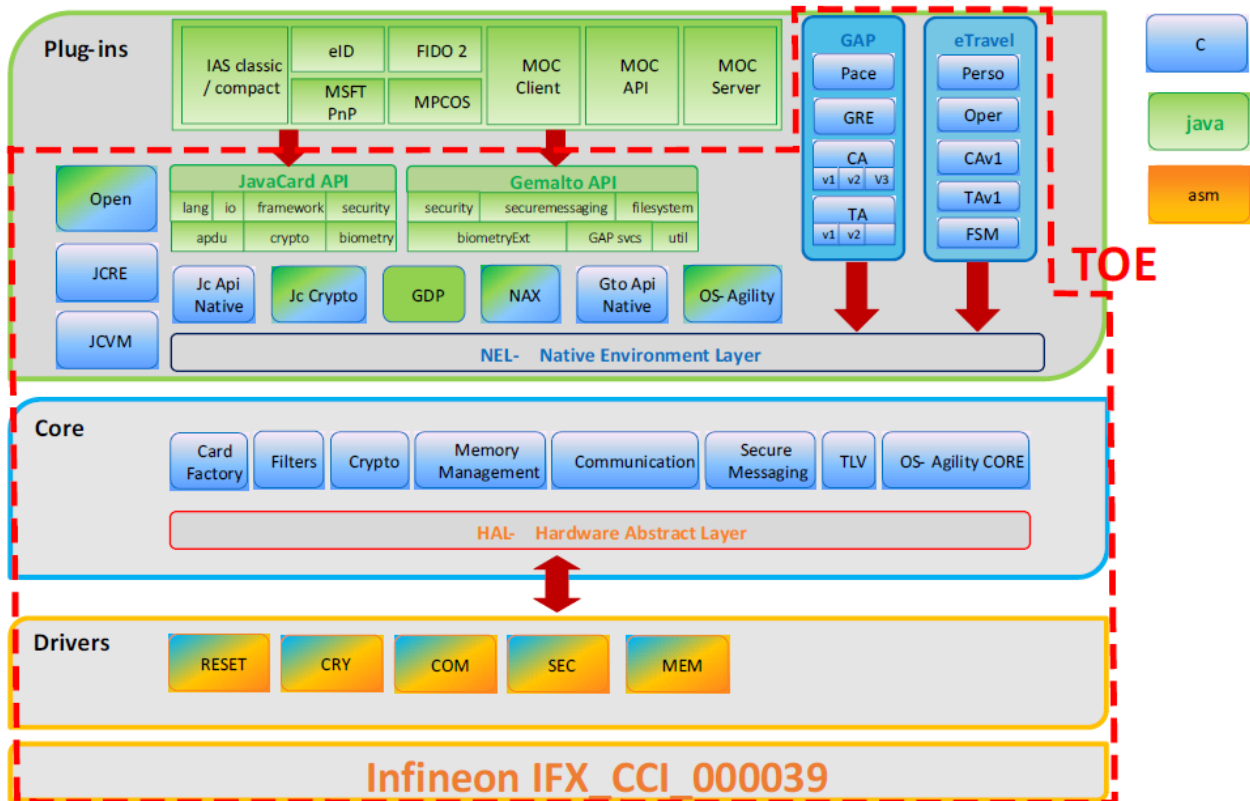 Plug-ins
IAS classic
/ compact
eID
FIDO 2
MSFT
PnP
MPCOS
MOC
Client
MOC
API
MOC
Server
GAP
Pace
GRE
CA
v1 v2 V3
TA
v1 v2
eTravel
Perso
Oper
CAv1
TAv1
FSM
C
java
asm
TOE
Open
JCRE
JCVM
JavaCard API
lang io framework security
apdu crypto biometry
Gemalto API
security securemessaging filesystem
biometryExt GAP svcs util
Jc Api
Native
Jc Crypto
GDP
NAX
Gto Api
Native
OS- Agility
NEL- Native Environment Layer
Core
Card
Factory
Filters
Crypto
Memory
Management
Communication
Secure
Messaging
TLV
OS- Agility CORE
HAL- Hardware Abstract Layer
Drivers
RESET
CRY
COM
SEC
MEM
Infineon IFX_CCI_000039